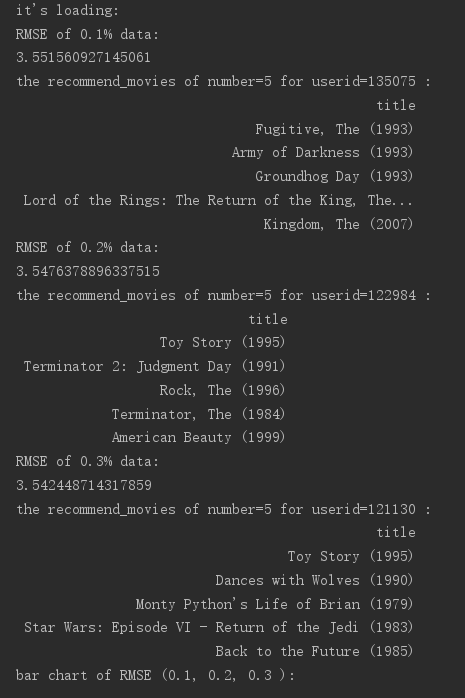 it's loading:
RMSE of 0.1% data:
3.551560927145061
the recommend_movies of number=5 for userid=135075 :
title
Fugitive, The (1993)
Army of Darkness (1993)
Groundhog Day (1993)
Lord of the Rings: The Return of the King, The...
Kingdom, The (2007)
RMSE of 0.2% data:
3.5476378896337515
the recommend_movies of number=5 for userid=122984 :
title
Toy Story (1995)
Terminator 2: Judgment Day (1991)
Rock, The (1996)
Terminator, The (1984)
American Beauty (1999)
RMSE of 0.3% data:
3.542448714317859
the recommend_movies of number=5 for userid=121130 :
title
Toy Story (1995)
Dances with Wolves (1990)
Monty Python's Life of Brian (1979)
Star Wars: Episode VI - Return of the Jedi (1983)
Back to the Future (1985)
bar chart of RMSE (0.1, 0.2, 0.3 ):